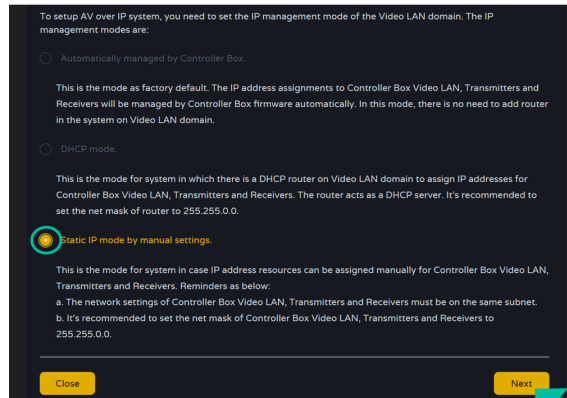 To setup AV over IP system, you need to set the IP management mode of the Video LAN domain. The IP
management modes are:
Automatically managed by Controller Box.
This is the mode as factory default. The IP address assignments to Controller Box Video LAN, Transmitters and
Receivers will be managed by Controller Box firmware automatically. In this mode, there is no need to add router
in the system on Video LAN domain.
DHCP mode.
This is the mode for system in which there is a DHCP router on Video LAN domain to assign IP addresses for
Controller Box Video LAN, Transmitters and Receivers. The router acts as a DHCP server. It's recommended to
set the net mask of router to 255.255.0.0.
Static IP mode by manual settings.
This is the mode for system in case IP address resources can be assigned manually for Controller Box Video LAN,
Transmitters and Receivers. Reminders as below:
a. The network settings of Controller Box Video LAN, Transmitters and Receivers must be on the same subnet.
b. It's recommended to set the net mask of Controller Box Video LAN, Transmitters and Receivers to
255.255.0.0.
Close
Next